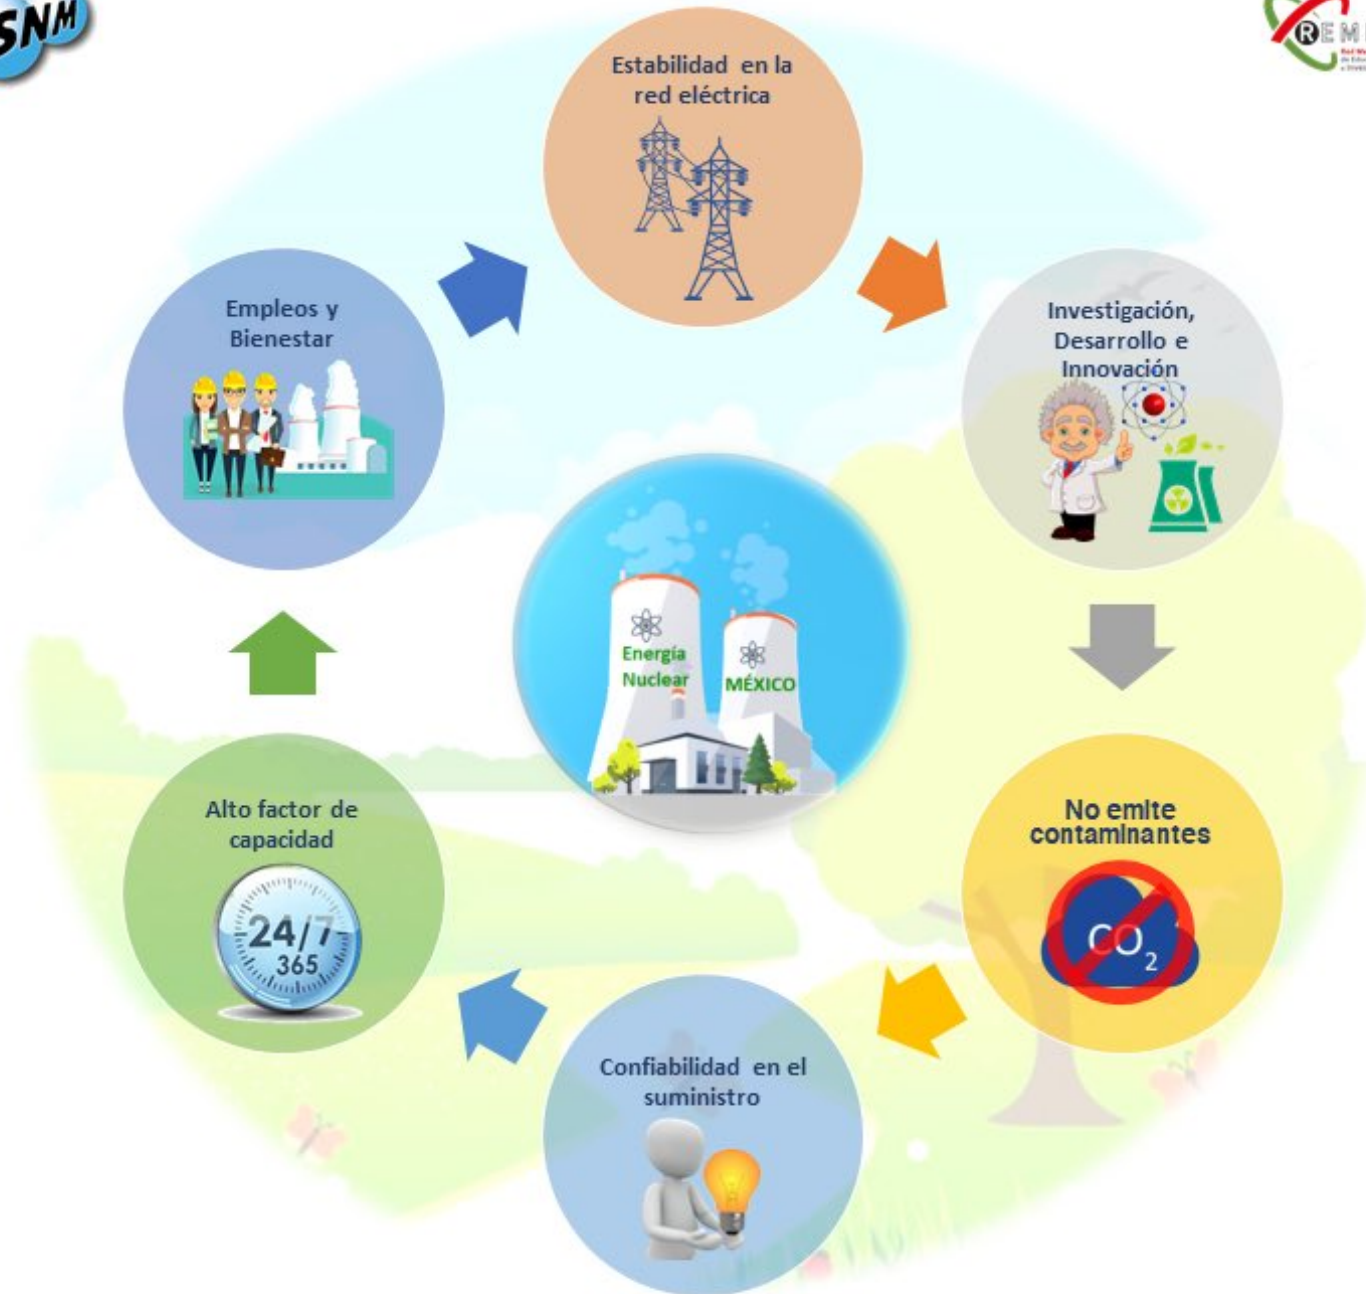 SNM
Estabilidad en la
red eléctrica
Empleos y
Bienestar
Investigación,
Desarrollo e
Innovación
Energía
Nuclear
MÉXICO
Alto factor de
capacidad
24/7
365
No emite
contaminantes
CO₂
Confiabilidad en el
suministro